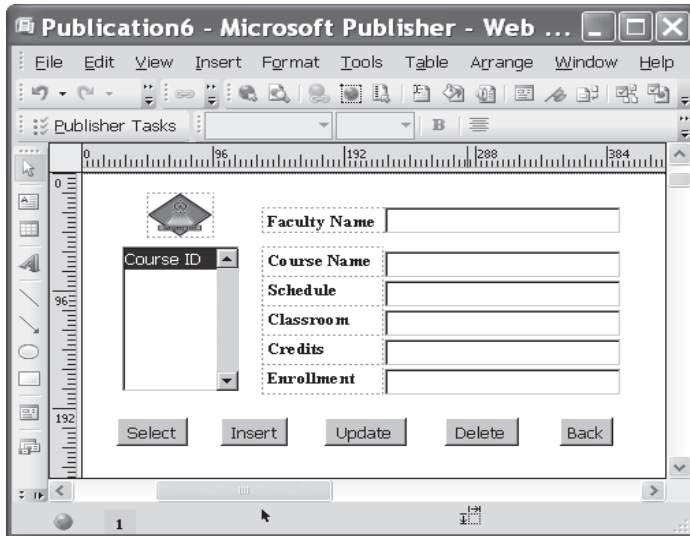 Publication6 - Microsoft Publisher - Web ...
File Edit View Insert Format Tools Table Arrange Window Help
Publisher Tasks B
0 96 192 288 384
0
Faculty Name
Course ID
Course Name
Schedule
96
Classroom
Credits
Enrollment
192
Select Insert Update Delete Back
1